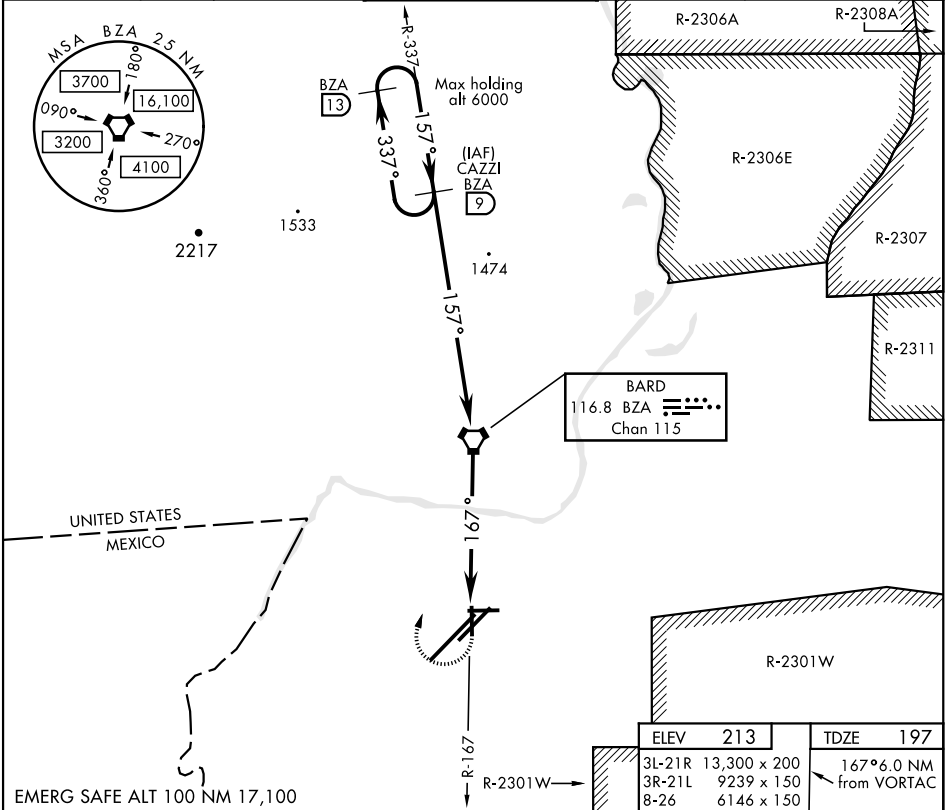 MSA BZA 25 NM
180°
3700
16,100
090°
270°
3200
4100
360°
R-337
BZA
13
Max holding
alt 6000
157°
337°
(IAF)
CAZZI
BZA
9
R-2306A
R-2308A
R-2306E
R-2307
R-2311
1533
2217
1474
157°
BARD
116.8 BZA
Chan 115
UNITED STATES
MEXICO
167°
R-2301W
R-167
R-2301W
EMERG SAFE ALT 100 NM 17,100
ELEV 213
TDZE 197
3L-21R 13,300 x 200
3R-21L 9239 x 150
8-26 6146 x 150
167° 6.0 NM
from VORTAC